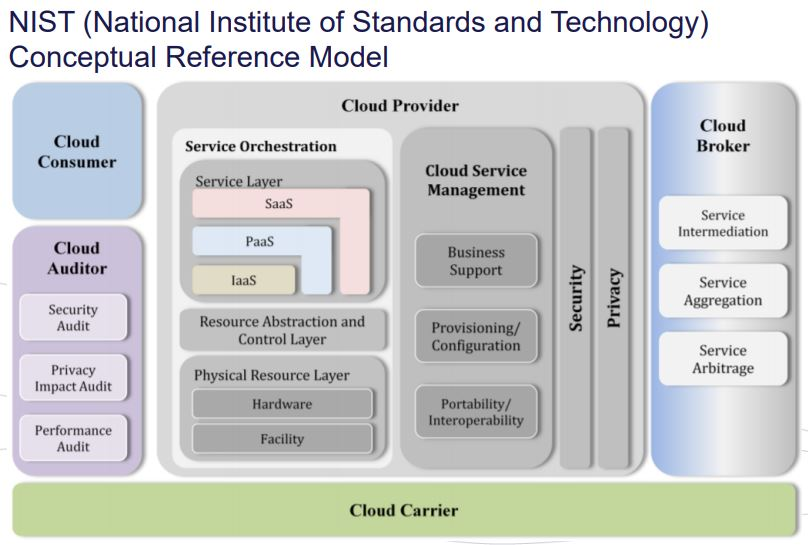 NIST (National Institute of Standards and Technology)
Conceptual Reference Model
Cloud
Consumer
Cloud
Auditor
Security
Audit
Privacy
Impact Audit
Performance
Audit
Cloud Provider
Service Orchestration
Service Layer
SaaS
PaaS
IaaS
Resource Abstraction and
Control Layer
Physical Resource Layer
Hardware
Facility
Cloud Service
Management
Business
Support
Provisioning/
Configuration
Portability/
Interoperability
Security
Privacy
Cloud
Broker
Service
Intermediation
Service
Aggregation
Service
Arbitrage
Cloud Carrier